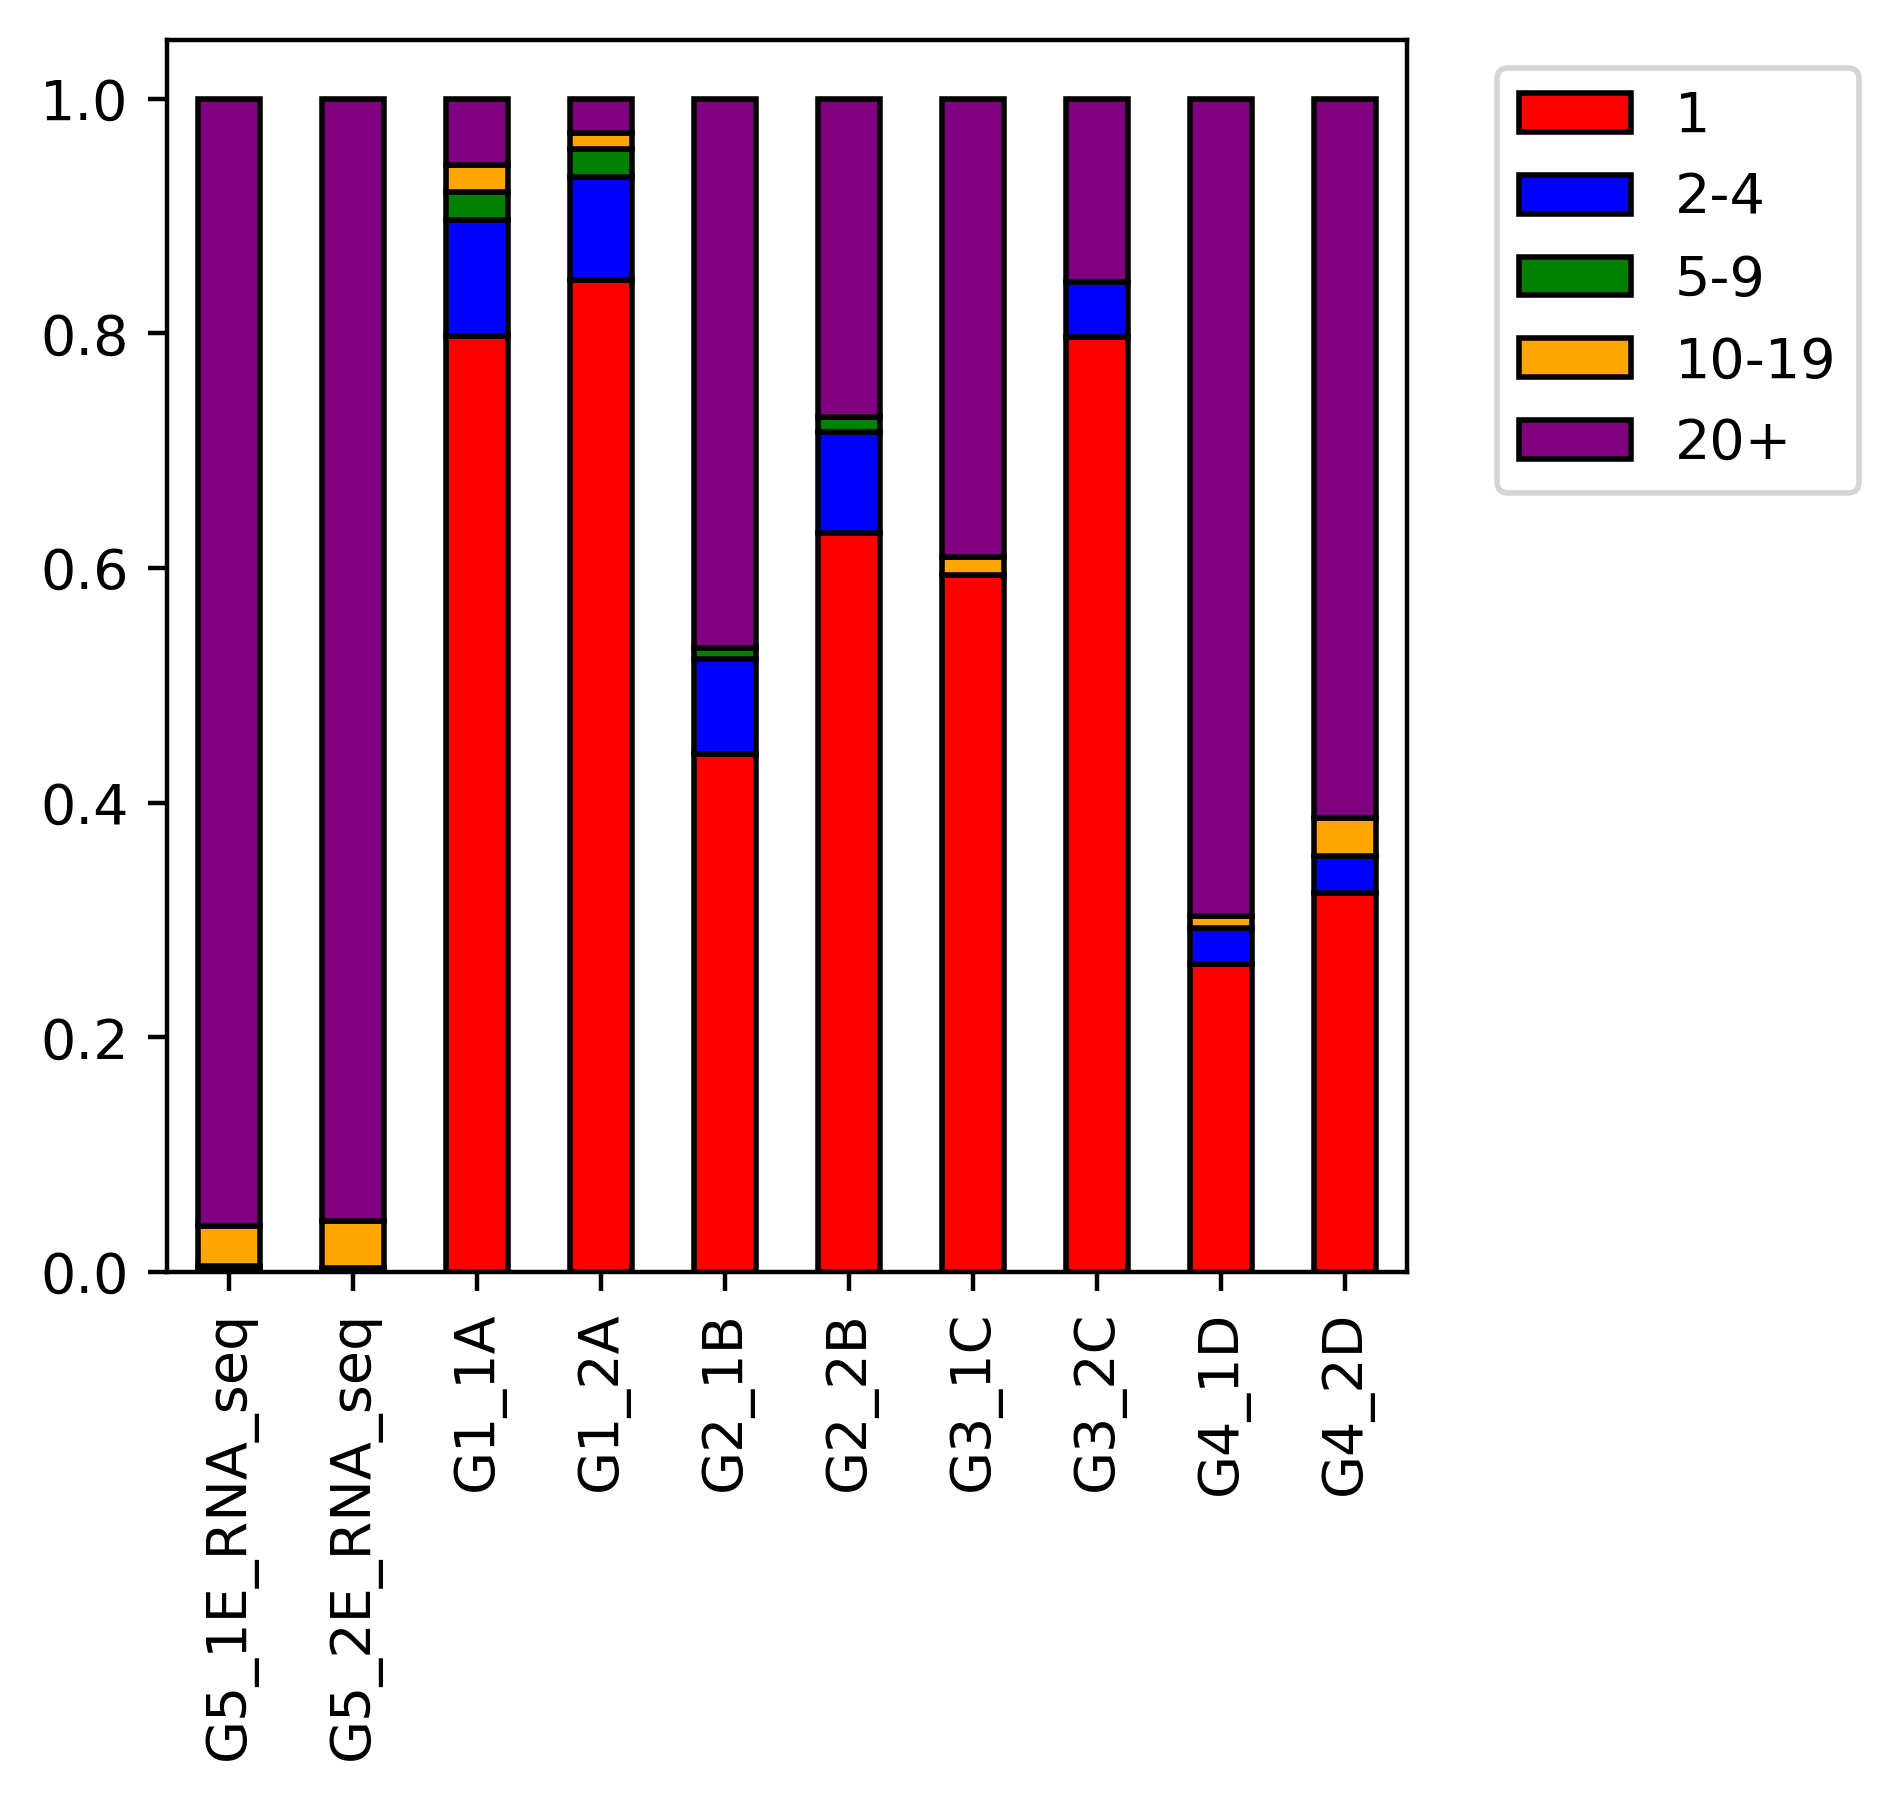 1.0
0.8
0.6
0.4
0.2
0.0
G5_1E_RNA_seq
G5_2E_RNA_seq
G1_1A
G1_2A
G2_1B
G2_2B
G3_1C
G3_2C
G4_1D
G4_2D
1
2-4
5-9
10-19
20+